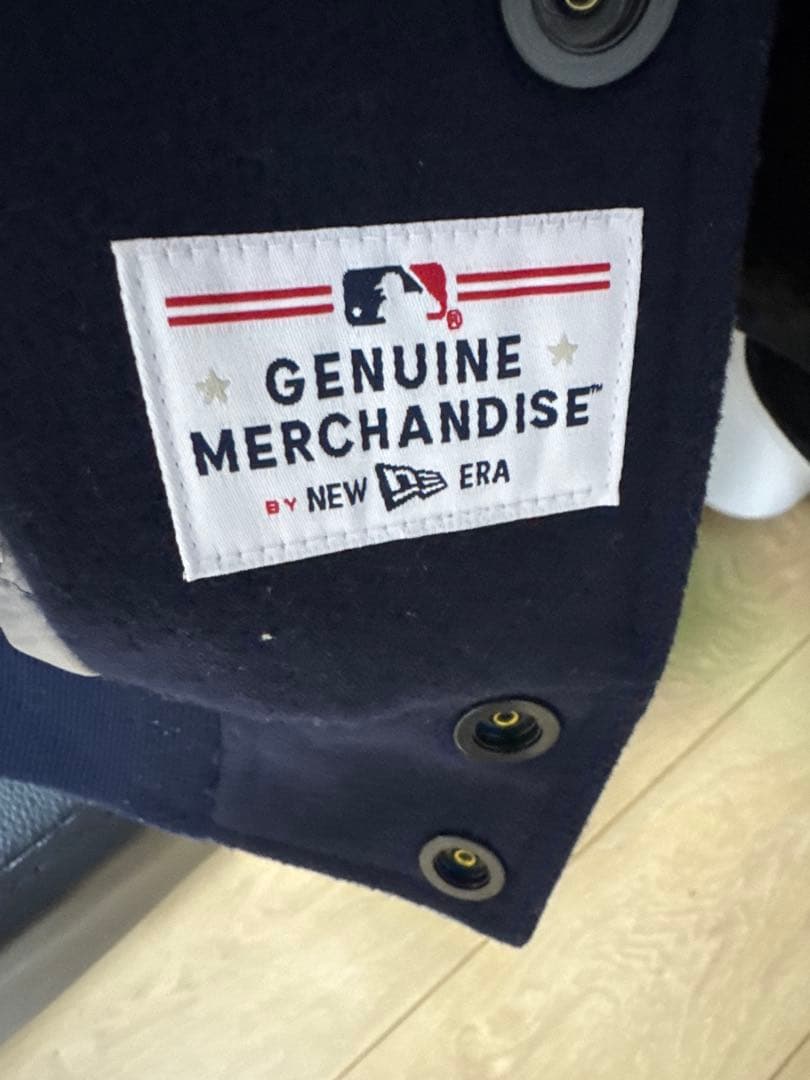 ®
GENUINE
MERCHANDISE™
BY NEW ERA